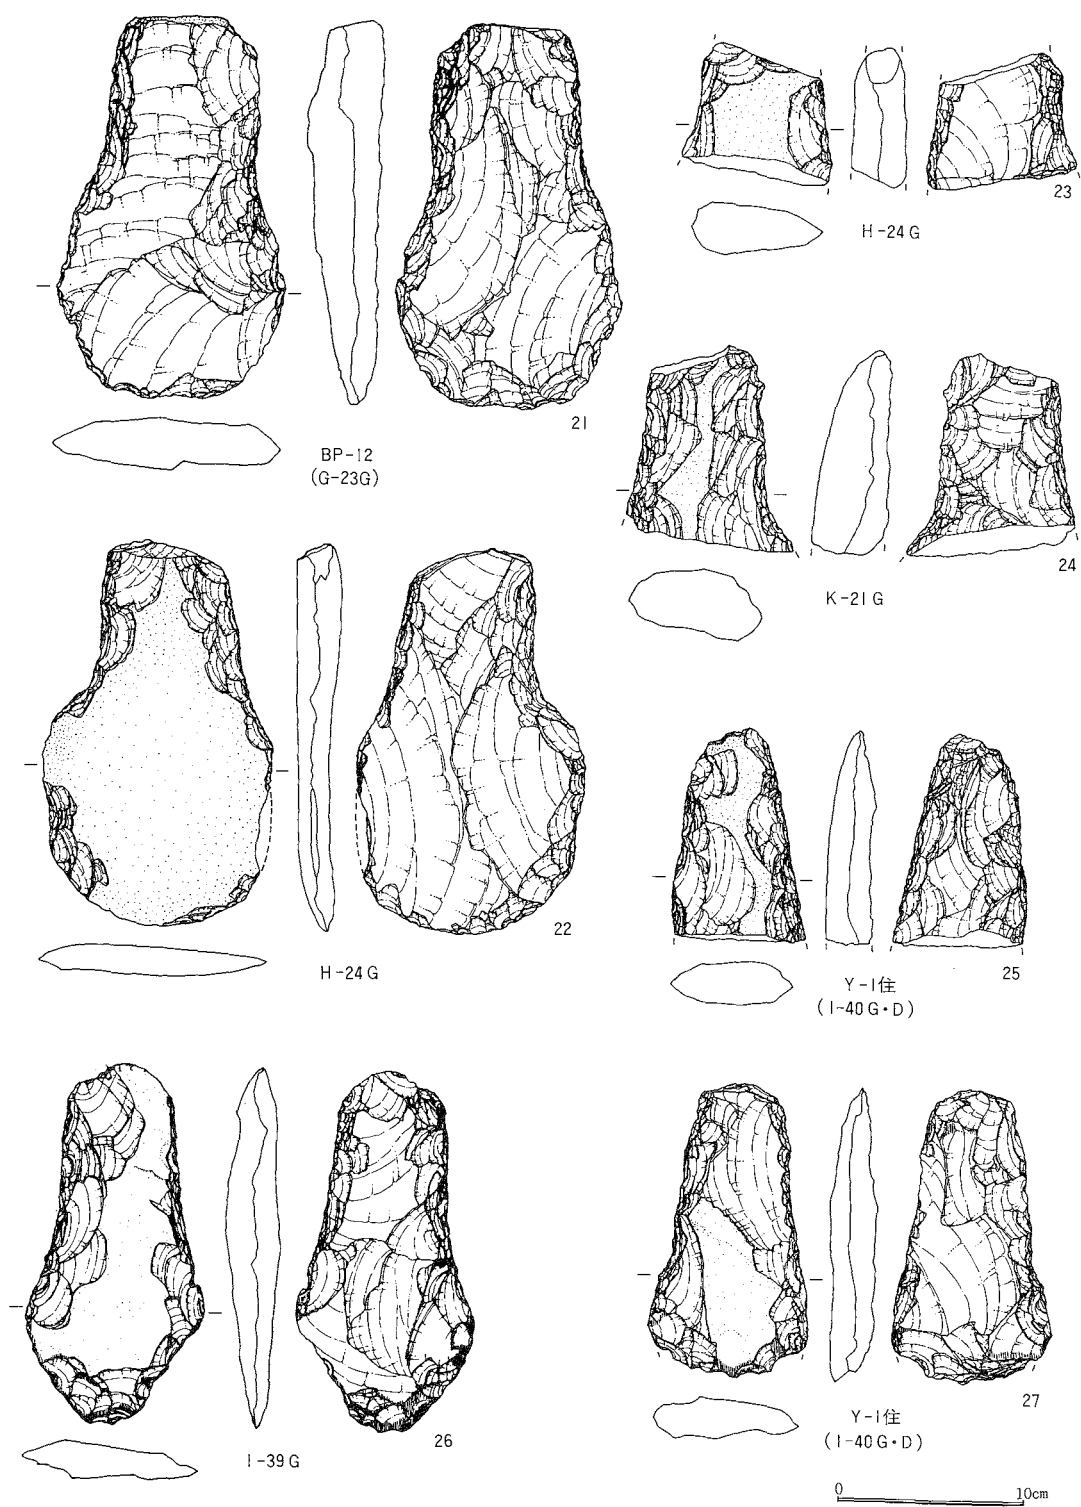 21
BP-12
(G-23G)
23
H-24G
24
K-21G
22
H-24G
25
Y-1住
(I-40G・D)
26
I-39G
27
Y-1住
(I-40G・D)
0 10cm